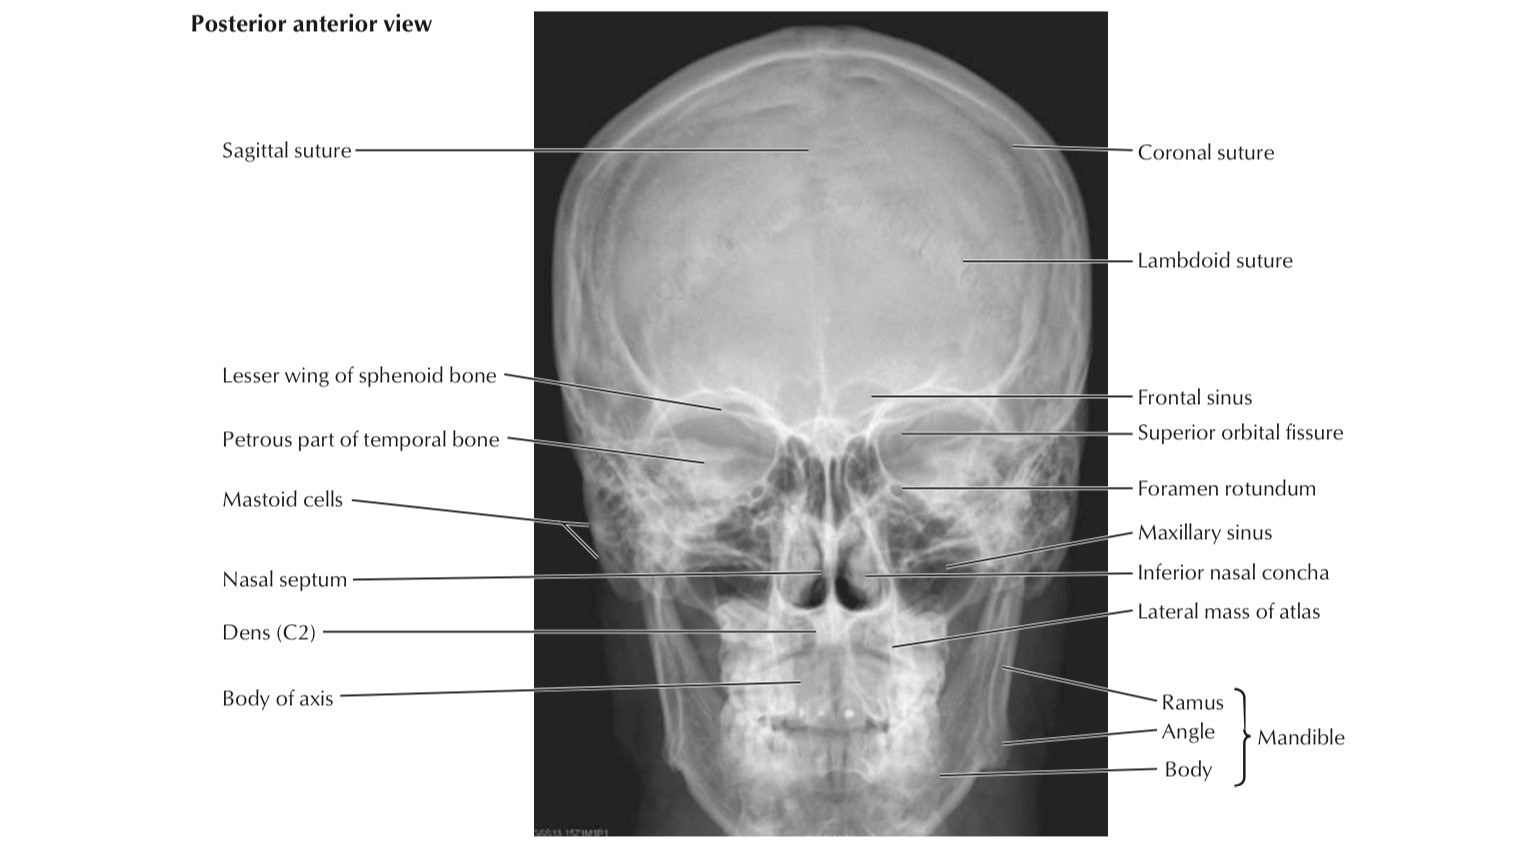 Posterior anterior view
Sagittal suture
Coronal suture
Lambdoid suture
Lesser wing of sphenoid bone
Frontal sinus
Petrous part of temporal bone
Superior orbital fissure
Mastoid cells
Foramen rotundum
Maxillary sinus
Nasal septum
Inferior nasal concha
Dens (C2)
Lateral mass of atlas
Body of axis
Ramus
Angle
Mandible
Body